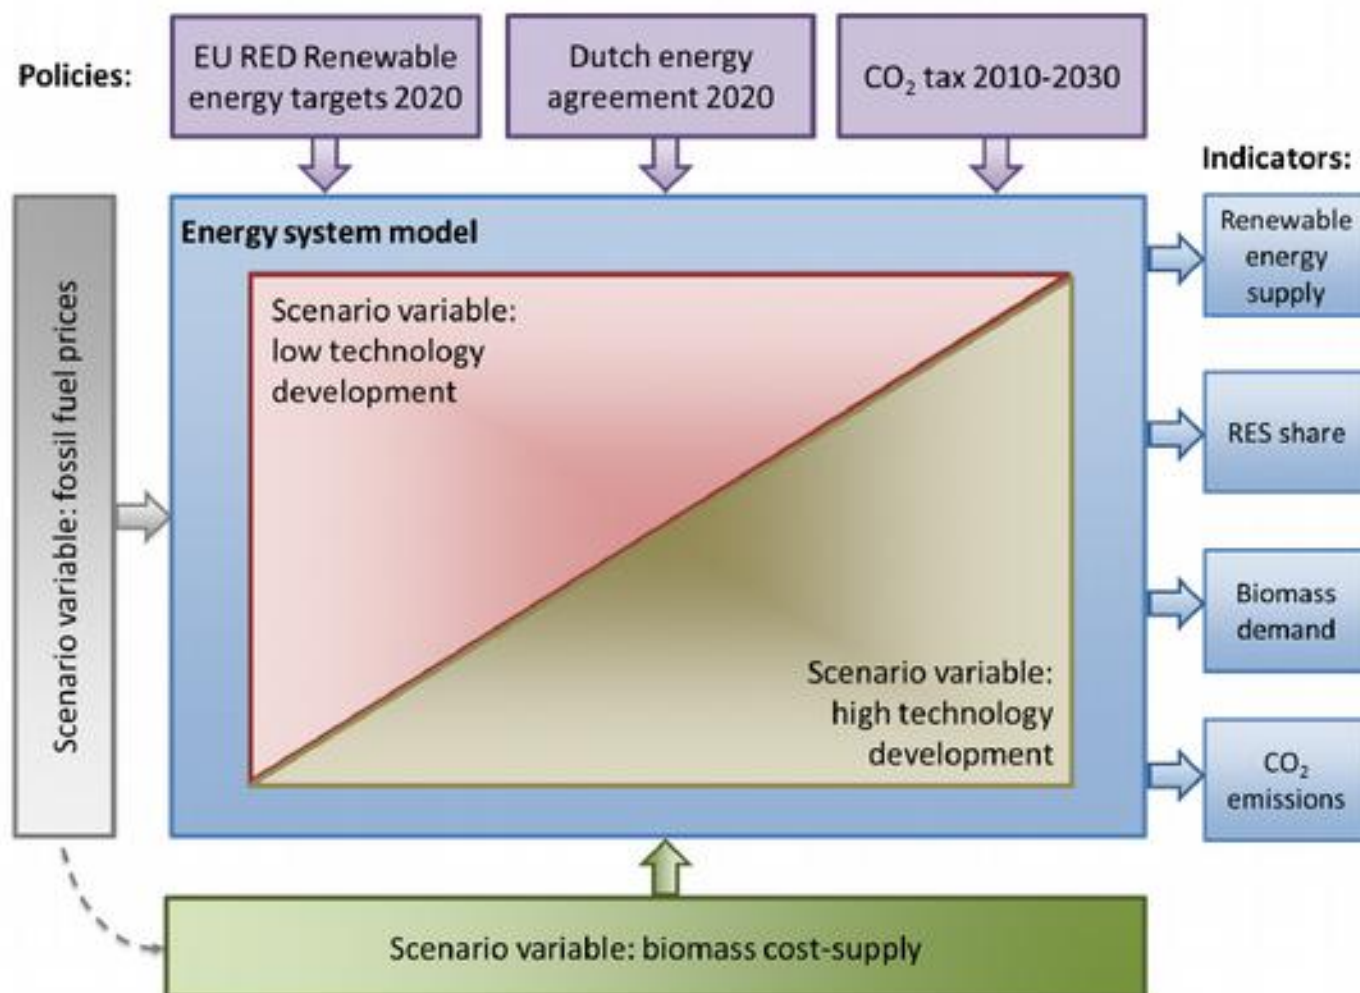 Policies:
EU RED Renewable
energy targets 2020
Dutch energy
agreement 2020
CO₂ tax 2010-2030
Indicators:
Scenario variable: fossil fuel prices
Energy system model
Scenario variable:
low technology
development
Scenario variable:
high technology
development
Renewable
energy
supply
RES share
Biomass
demand
CO₂
emissions
Scenario variable: biomass cost-supply